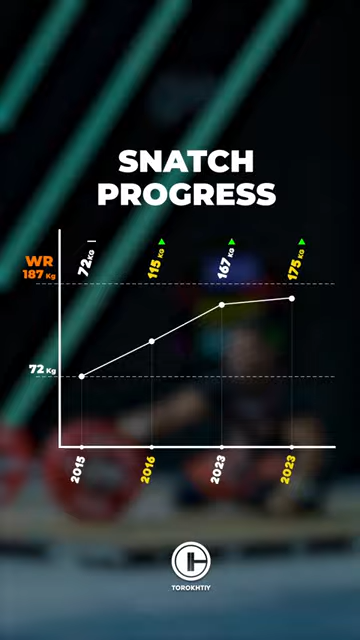 SNATCH
PROGRESS
WR
187 Kg
72 KG
115 KG
167 KG
175 KG
72 Kg
2015
2016
2023
2023
TOROKHTIY